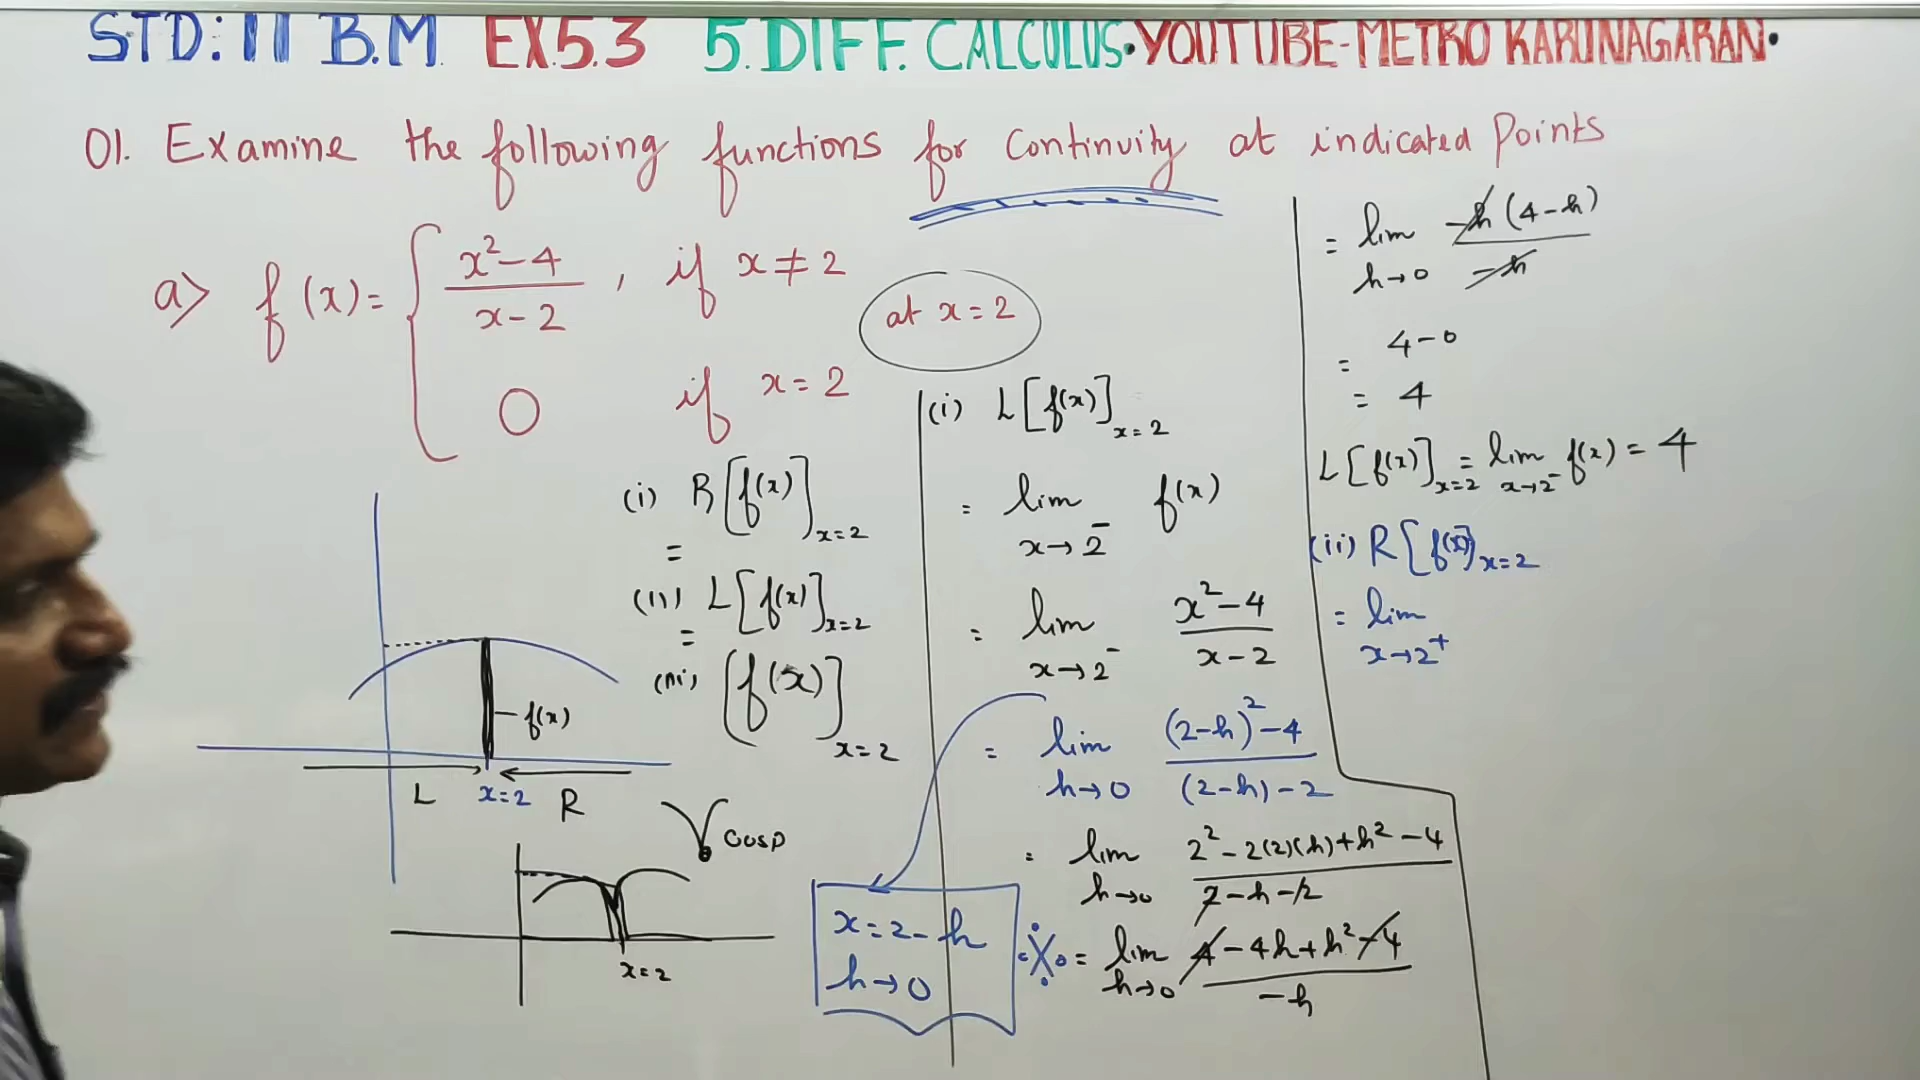 STD: 11 B.M. EX5.3 5. DIFF. CALCULUS • YOUTUBE-METRO KARUNAGARAN •
01. Examine the following functions for Continuity at indicated Points
a) f(x) = { x²-4 / x-2 , if x ≠ 2
0 if x = 2
at x = 2
(i) R[f(x)] x=2
=
(ii) L[f(x)] x=2
=
(iii) [f(x)] x=2
f(x)
L x=2 R
Cusp
x=2
(i) L[f(x)] x=2
= lim x→2⁻ f(x)
= lim x→2⁻ x²-4 / x-2
= lim h→0 (2-h)²-4 / (2-h)-2
= lim h→0 2²-2(2)(h)+h²-4 / 2-h-2
= lim h→0 4-4h+h²-4 / -h
x=2-h
h→0
= lim h→0 -h(4-h) / -h
= 4-0
= 4
L[f(x)] x=2 = lim x→2⁻ f(x) = 4
(ii) R[f(x)] x=2
= lim x→2⁺